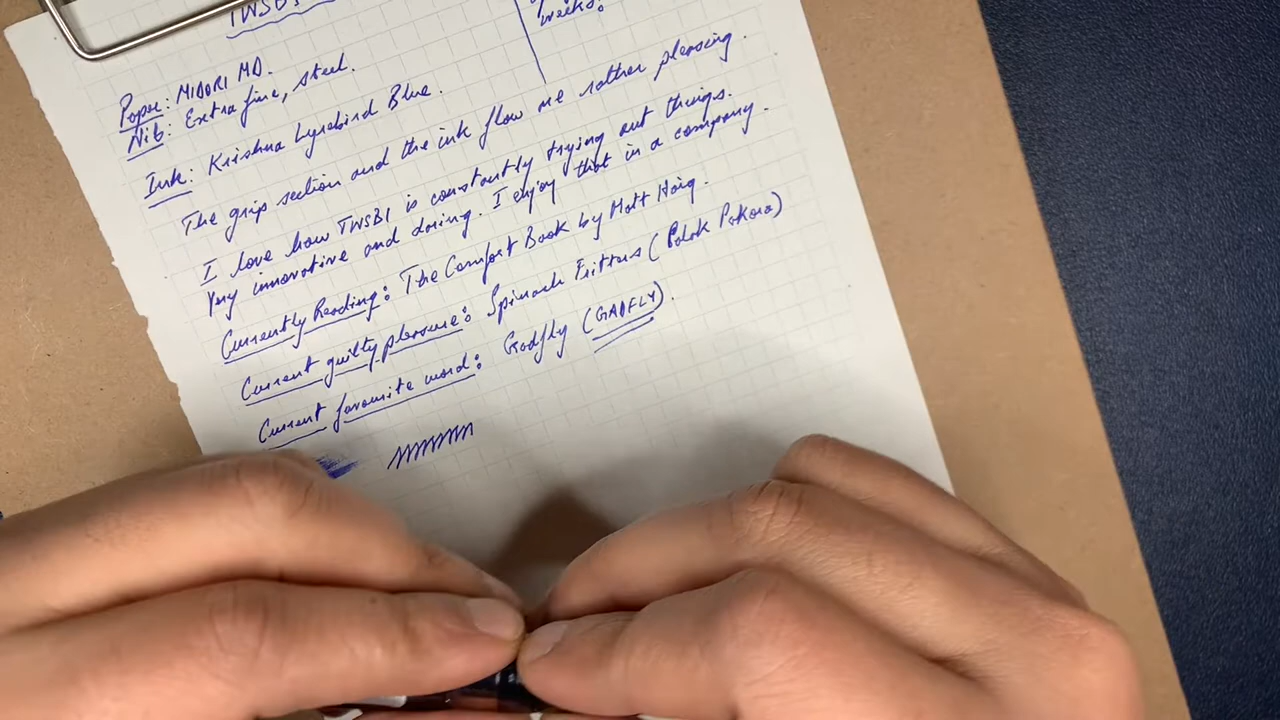 TWSBI
weeks?
Paper: MIDORI MD.
Nib: Extra fine, steel.
Ink: Krishna Lyrebird Blue.
The grip section and the ink flow are rather pleasing.
I love how TWSBI is constantly trying out things.
Very innovative and daring. I enjoy that in a company.
Currently Reading: The Comfort Book by Matt Haig.
Current guilty pleasure: Spinach Fritters (Palak Pakora)
Current favourite word: Gadfly (GADFLY).